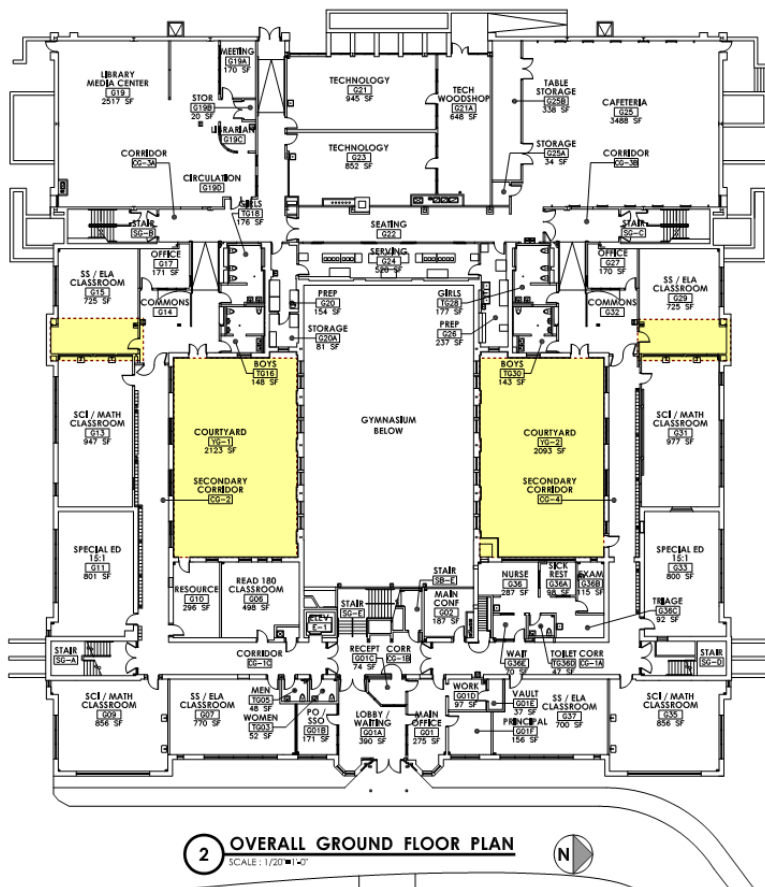 MEETING
G19A
170 SF
LIBRARY
MEDIA CENTER
G19
2517 SF
STOR
G19B
20 SF
LIBRARIAN
G19C
TECHNOLOGY
G21
945 SF
TECH
WOODSHOP
G21A
648 SF
TABLE
STORAGE
G25B
338 SF
CAFETERIA
G25
3488 SF
TECHNOLOGY
G23
852 SF
STORAGE
G25A
34 SF
CORRIDOR
CG-3A
CIRCULATION
G19D
CORRIDOR
CG-3B
GIRLS
TG18
176 SF
STAIR
SG-B
SEATING
G22
STAIR
SG-C
OFFICE
G17
171 SF
SERVING
G24
528 SF
OFFICE
G27
170 SF
SS / ELA
CLASSROOM
G15
725 SF
SS / ELA
CLASSROOM
G29
725 SF
COMMONS
G14
PREP
G20
154 SF
GIRLS
TG28
177 SF
COMMONS
G32
STORAGE
G20A
81 SF
PREP
G26
237 SF
BOYS
TG16
148 SF
BOYS
TG30
143 SF
SCI / MATH
CLASSROOM
G13
947 SF
COURTYARD
YG-1
2123 SF
GYMNASIUM
BELOW
COURTYARD
YG-2
2093 SF
SCI / MATH
CLASSROOM
G31
977 SF
SECONDARY
CORRIDOR
CG-2
SECONDARY
CORRIDOR
CG-4
SPECIAL ED
15:1
G11
801 SF
SPECIAL ED
15:1
G33
800 SF
RESOURCE
G10
296 SF
READ 180
CLASSROOM
G06
498 SF
STAIR
SB-E
STAIR
SG-E
ELEV
E-1
MAIN
CONF
G02
187 SF
NURSE
G36
287 SF
SICK
REST
G36A
98 SF
EXAM
G36B
115 SF
TRIAGE
G36C
92 SF
STAIR
SG-A
CORRIDOR
CG-1C
RECEPT
G01C
74 SF
CORR
CG-1B
WAIT
G36E
70 SF
TOILET
TG36D
47 SF
CORR
CG-1A
STAIR
SG-D
SCI / MATH
CLASSROOM
G09
856 SF
SS / ELA
CLASSROOM
G07
770 SF
MEN
TG05
48 SF
WOMEN
TG03
52 SF
PO /
SSO
G01B
171 SF
LOBBY /
WAITING
G01A
390 SF
MAIN
OFFICE
G01
275 SF
WORK
G01D
97 SF
VAULT
G01E
37 SF
PRINCIPAL
G01F
156 SF
SS / ELA
CLASSROOM
G37
700 SF
SCI / MATH
CLASSROOM
G35
856 SF
2 OVERALL GROUND FLOOR PLAN
SCALE : 1/20"=1'-0"
N